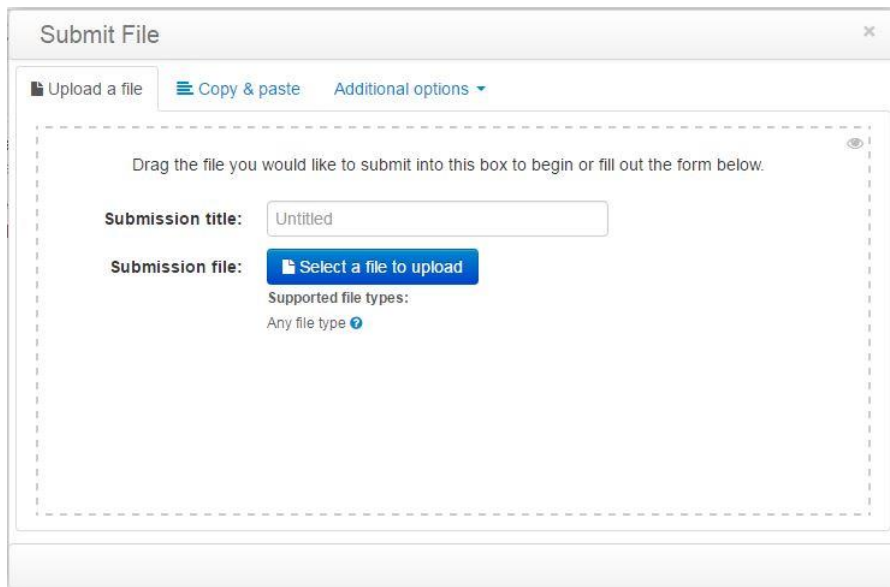 Submit File
×
Upload a file
Copy & paste
Additional options
Drag the file you would like to submit into this box to begin or fill out the form below.
Submission title: Untitled
Submission file: Select a file to upload
Supported file types:
Any file type